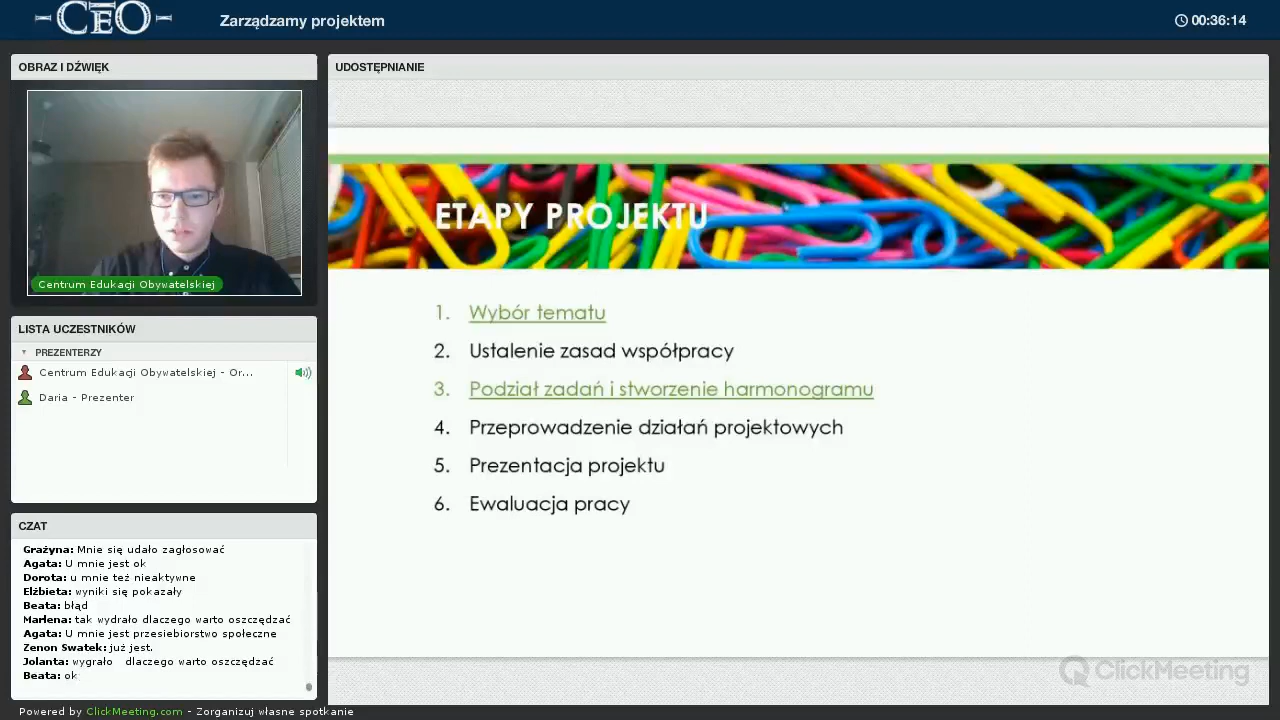 CEO
Zarządzamy projektem
00:36:14
OBRAZ I DŹWIĘK
Centrum Edukacji Obywatelskiej
LISTA UCZESTNIKÓW
PREZENTERZY
Centrum Edukacji Obywatelskiej - Or...
Daria - Prezenter
CZAT
Grażyna: Mnie się udało zagłosować
Agata: U mnie jest ok
Dorota: u mnie też nieaktywne
Elżbieta: wyniki się pokazały
Beata: błąd
Marlena: tak wydrało dlaczego warto oszczędzać
Agata: U mnie jest przesiebiorstwo społeczne
Zenon Swatek: już jest.
Jolanta: wygrało dlaczego warto oszczędzać
Beata: ok
UDOSTĘPNIANIE
ETAPY PROJEKTU
1. Wybór tematu
2. Ustalenie zasad współpracy
3. Podział zadań i stworzenie harmonogramu
4. Przeprowadzenie działań projektowych
5. Prezentacja projektu
6. Ewaluacja pracy
ClickMeeting
Powered by ClickMeeting.com - Zorganizuj własne spotkanie